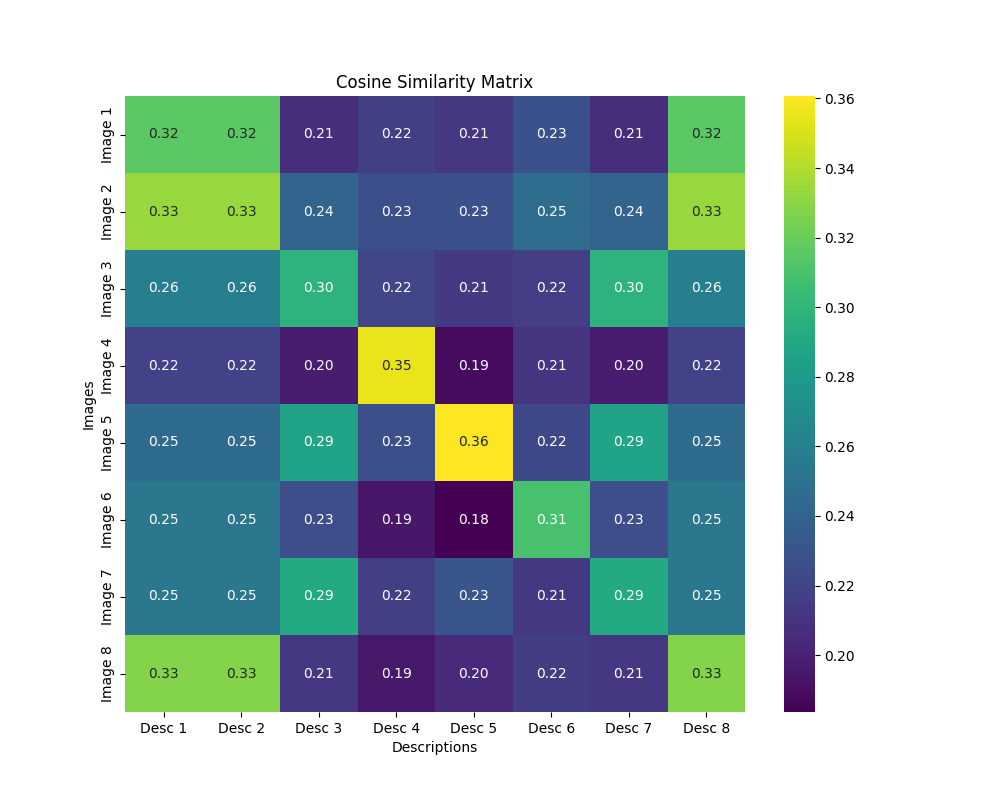 Cosine Similarity Matrix
Image 1 0.32 0.32 0.21 0.22 0.21 0.23 0.21 0.32
Image 2 0.33 0.33 0.24 0.23 0.23 0.25 0.24 0.33
Image 3 0.26 0.26 0.30 0.22 0.21 0.22 0.30 0.26
Image 4 0.22 0.22 0.20 0.35 0.19 0.21 0.20 0.22
Image 5 0.25 0.25 0.29 0.23 0.36 0.22 0.29 0.25
Image 6 0.25 0.25 0.23 0.19 0.18 0.31 0.23 0.25
Image 7 0.25 0.25 0.29 0.22 0.23 0.21 0.29 0.25
Image 8 0.33 0.33 0.21 0.19 0.20 0.22 0.21 0.33
Images
Desc 1 Desc 2 Desc 3 Desc 4 Desc 5 Desc 6 Desc 7 Desc 8
Descriptions
0.36
0.34
0.32
0.30
0.28
0.26
0.24
0.22
0.20